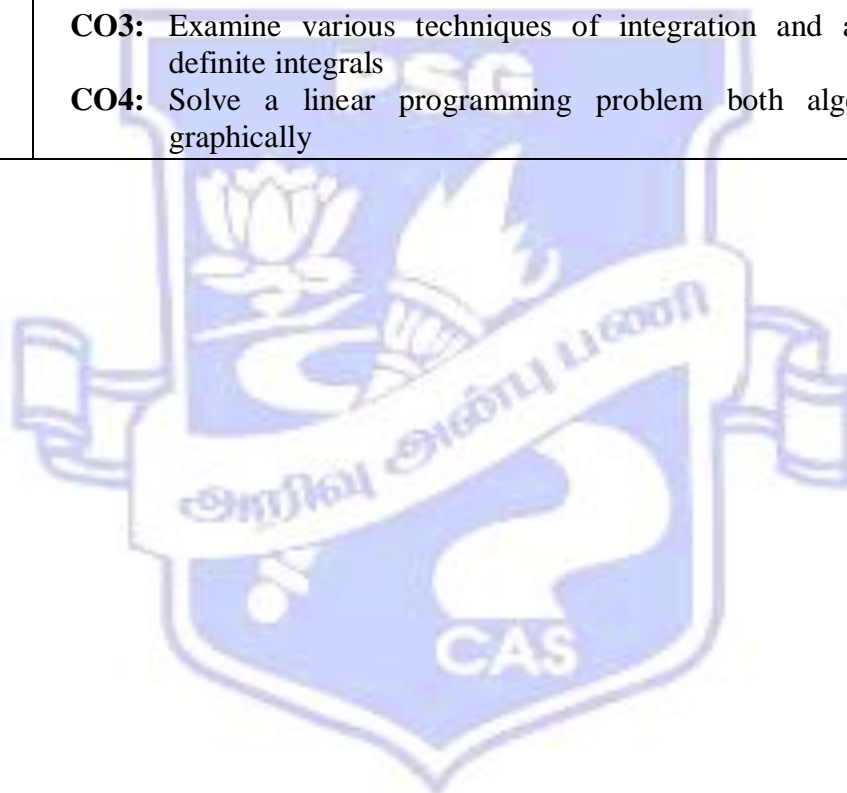 CO3: Examine various techniques of integration and
definite integrals
CO4: Solve a linear programming problem both
graphically
PSG
அறிவு அன்பு பணி
CAS